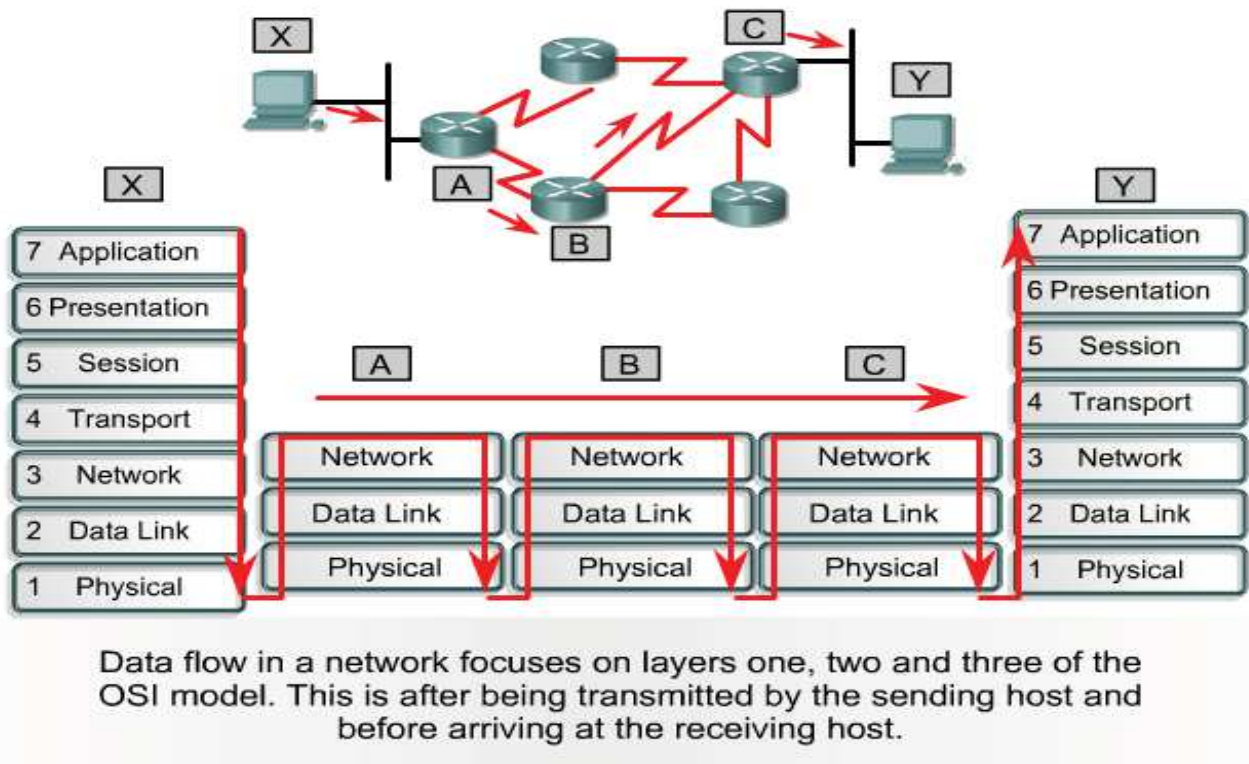 X
C
Y
A
B
X
Y
7 Application
6 Presentation
5 Session
4 Transport
3 Network
2 Data Link
1 Physical
A
B
C
Network
Network
Network
Data Link
Data Link
Data Link
Physical
Physical
Physical
7 Application
6 Presentation
5 Session
4 Transport
3 Network
2 Data Link
1 Physical
Data flow in a network focuses on layers one, two and three of the
OSI model. This is after being transmitted by the sending host and
before arriving at the receiving host.